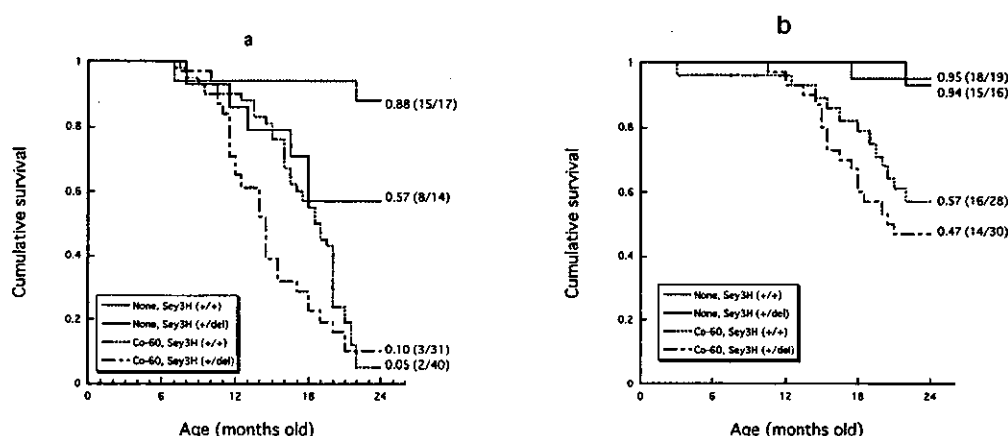 a
Cumulative survival
1
0.8
0.6
0.4
0.2
0
0.88 (15/17)
0.57 (8/14)
0.10 (3/31)
0.05 (2/40)
None, Sey3H (+/+)
None, Sey3H (+/del)
Co-60, Sey3H (+/+)
Co-60, Sey3H (+/del)
0 6 12 18 24
Age (months old)
b
Cumulative survival
1
0.8
0.6
0.4
0.2
0
0.95 (18/19)
0.94 (15/16)
0.57 (16/28)
0.47 (14/30)
None, Sey3H (+/+)
None, Sey3H (+/del)
Co-60, Sey3H (+/+)
Co-60, Sey3H (+/del)
0 6 12 18 24
Age (months old)